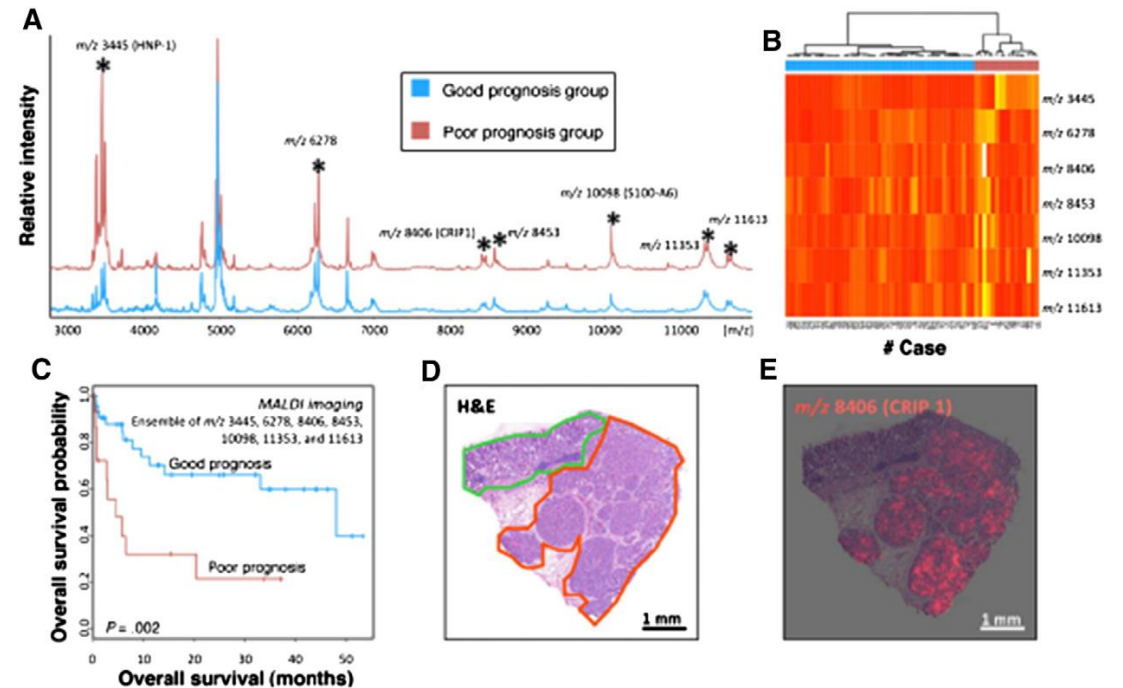 A
m/z 3445 (HNP-1)
Good prognosis group
Poor prognosis group
m/z 6278
m/z 10098 (S100-A6)
m/z 8406 (CRIP1)
m/z 8453
m/z 11353
m/z 11613
Relative intensity
3000 4000 5000 6000 7000 8000 9000 10000 11000 [m/z]
B
m/z 3445
m/z 6278
m/z 8406
m/z 8453
m/z 10098
m/z 11353
m/z 11613
# Case
C
MALDI imaging
Ensemble of m/z 3445, 6278, 8406, 8453,
10098, 11353, and 11613
Good prognosis
Poor prognosis
P = .002
Overall survival probability
1.0
0.8
0.6
0.4
0.2
0.0
0 10 20 30 40 50
Overall survival (months)
D
H&E
1 mm
E
m/z 8406 (CRIP 1)
1 mm